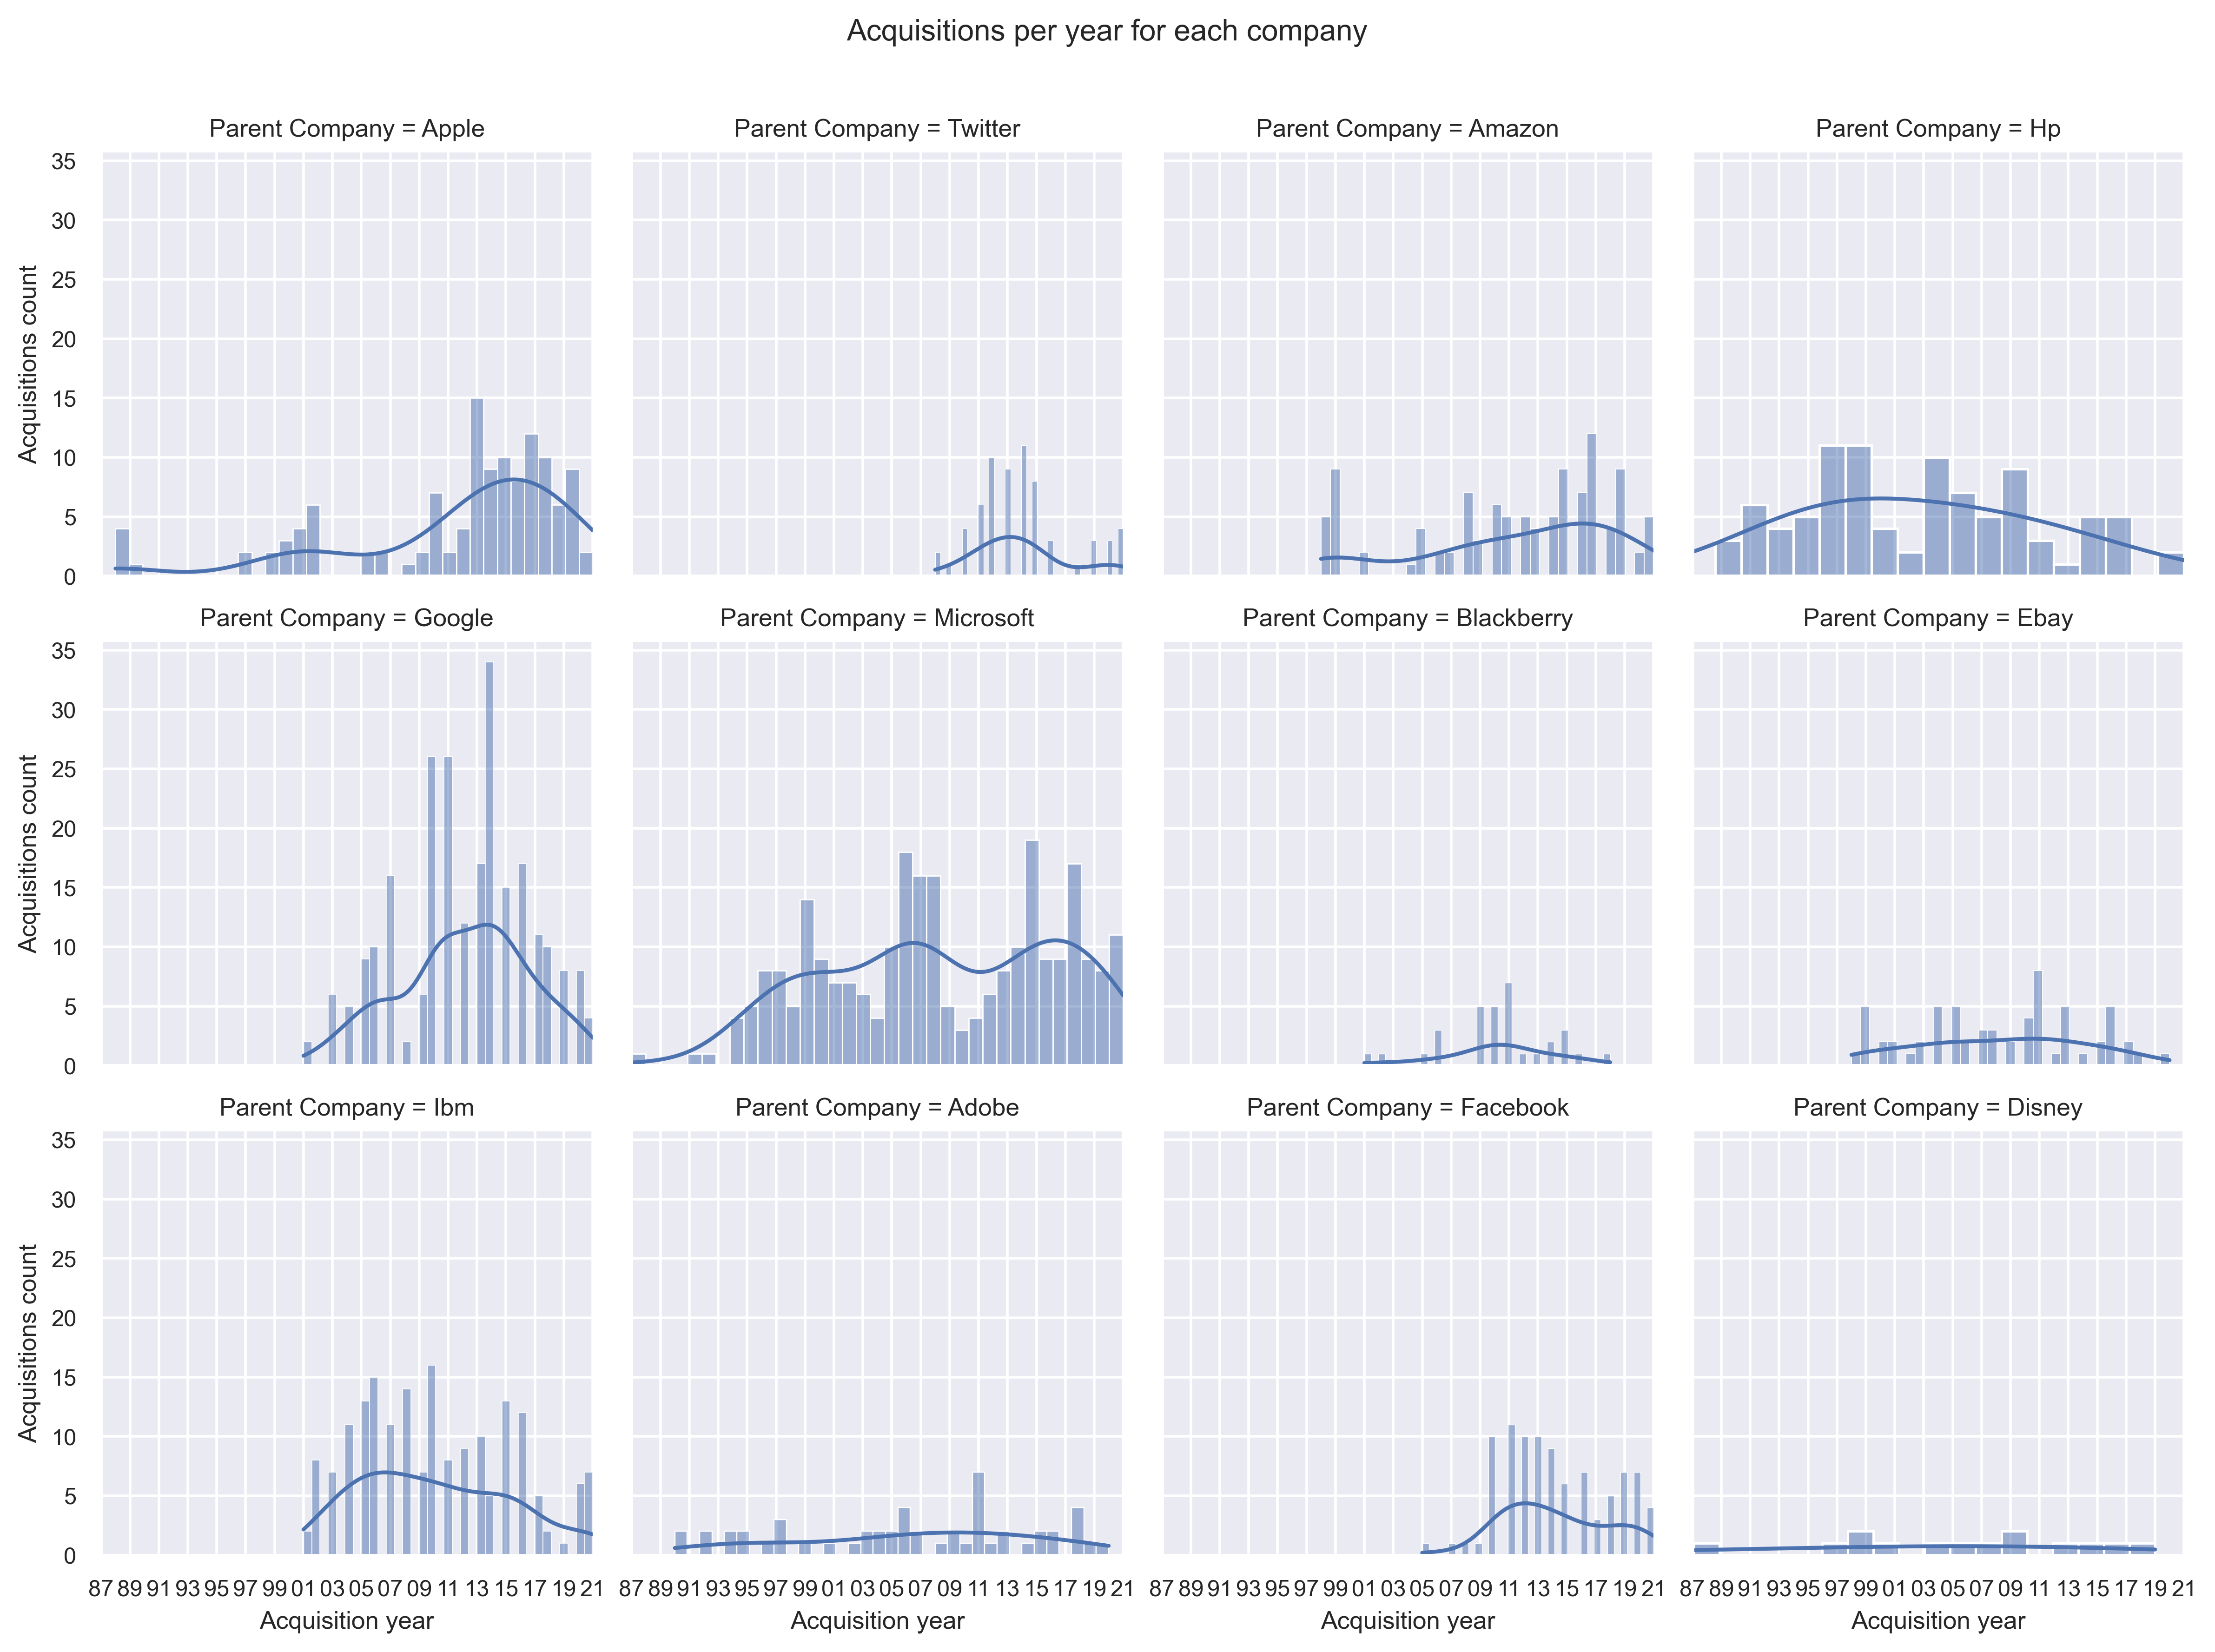 Acquisitions per year for each company
Parent Company = Apple
Parent Company = Twitter
Parent Company = Amazon
Parent Company = Hp
35
30
25
20
15
10
5
0
Acquisitions count
Parent Company = Google
Parent Company = Microsoft
Parent Company = Blackberry
Parent Company = Ebay
35
30
25
20
15
10
5
0
Acquisitions count
Parent Company = Ibm
Parent Company = Adobe
Parent Company = Facebook
Parent Company = Disney
35
30
25
20
15
10
5
0
Acquisitions count
87 89 91 93 95 97 99 01 03 05 07 09 11 13 15 17 19 21
87 89 91 93 95 97 99 01 03 05 07 09 11 13 15 17 19 21
87 89 91 93 95 97 99 01 03 05 07 09 11 13 15 17 19 21
87 89 91 93 95 97 99 01 03 05 07 09 11 13 15 17 19 21
Acquisition year
Acquisition year
Acquisition year
Acquisition year